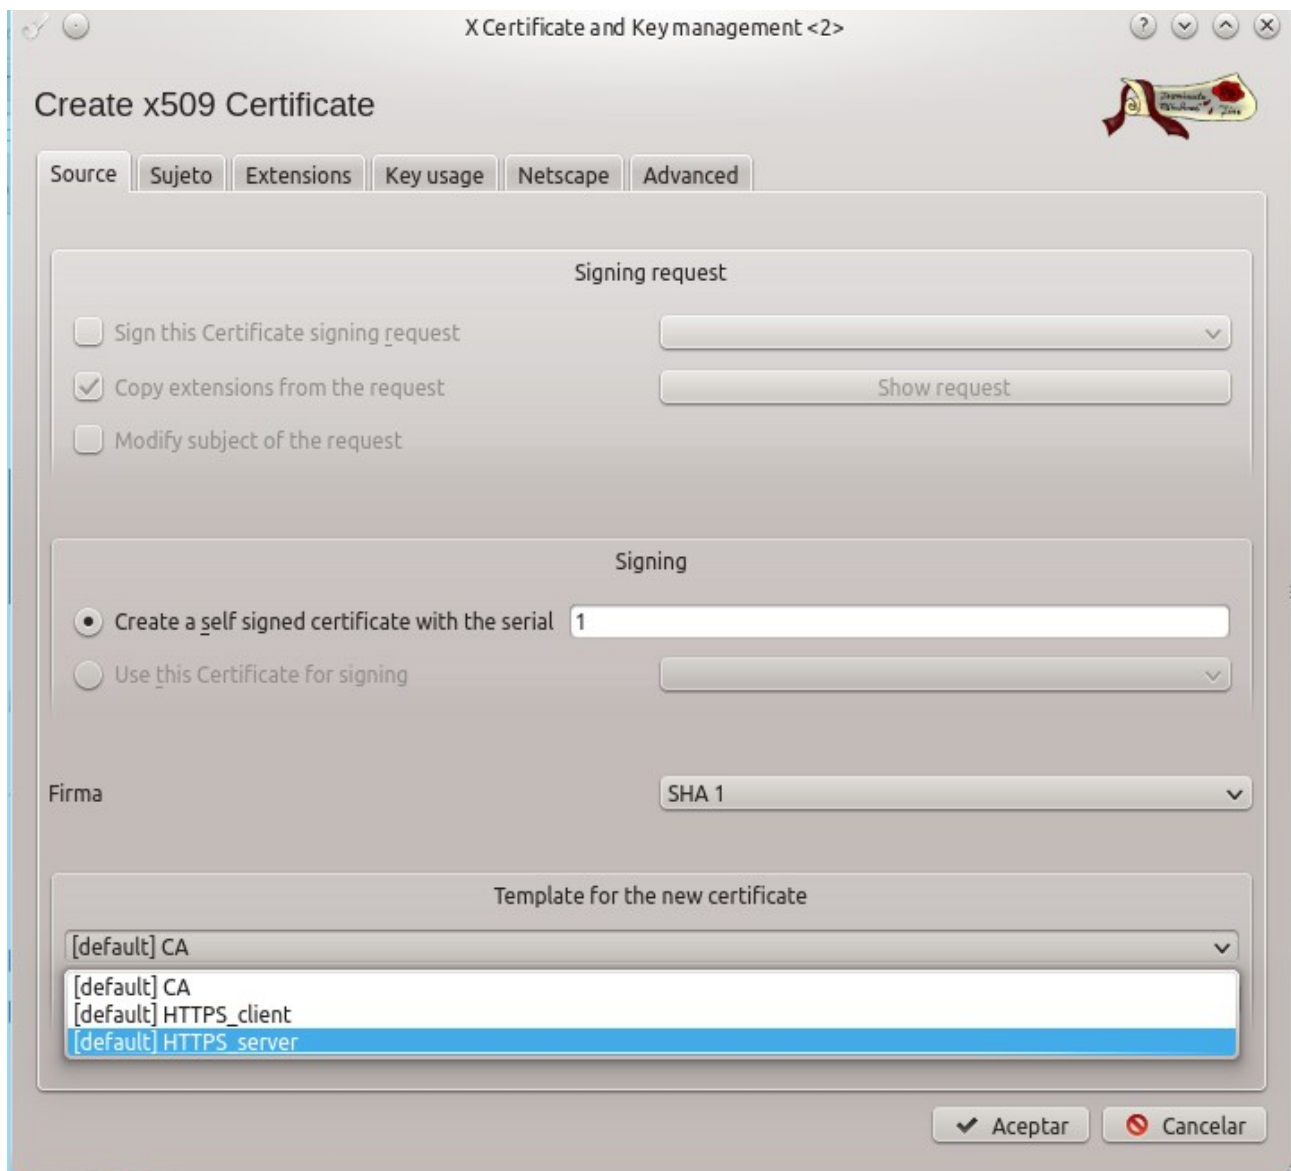 X Certificate and Key management <2>
Create x509 Certificate
Source Sujeto Extensions Key usage Netscape Advanced
Signing request
Sign this Certificate signing request
Copy extensions from the request Show request
Modify subject of the request
Signing
Create a self signed certificate with the serial 1
Use this Certificate for signing
Firma SHA 1
Template for the new certificate
[default] CA
[default] CA
[default] HTTPS_client
[default] HTTPS_server
Aceptar Cancelar